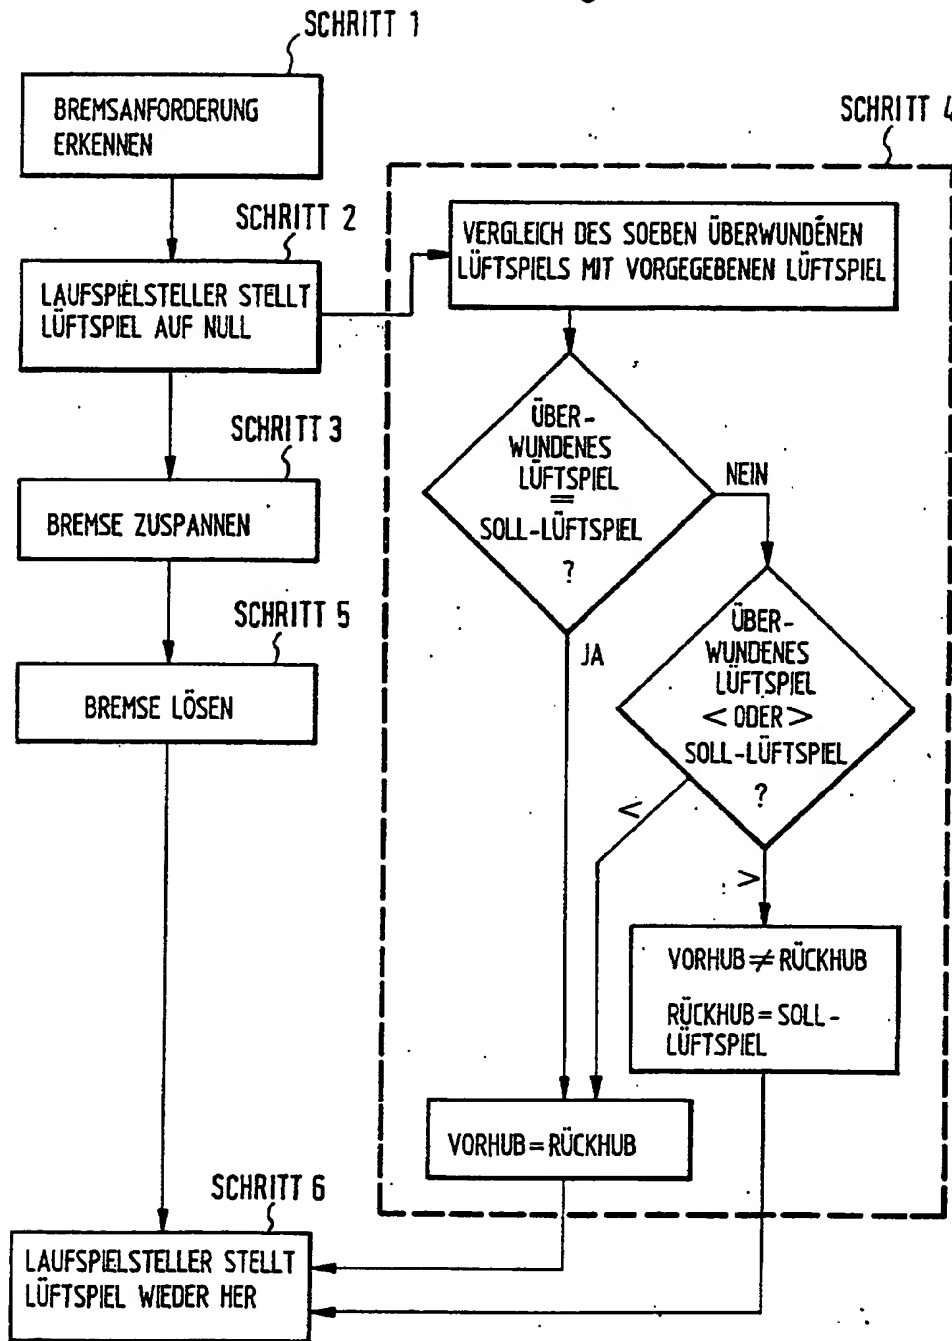 SCHRITT 1
BREMSANFORDERUNG
ERKENNEN
SCHRITT 2
LAUFSPIELSTELLER STELLT
LÜFTSPIEL AUF NULL
SCHRITT 3
BREMSE ZUSPANNEN
SCHRITT 5
BREMSE LÖSEN
SCHRITT 4
VERGLEICH DES SOEBEN ÜBERWUNDENEN
LÜFTSPIELS MIT VORGEGEBENEN LÜFTSPIEL
ÜBER-
WUNDENES
LÜFTSPIEL
=
SOLL-LÜFTSPIEL
?
NEIN
JA
ÜBER-
WUNDENES
LÜFTSPIEL
< ODER >
SOLL-LÜFTSPIEL
?
<
>
VORHUB ≠ RÜCKHUB
RÜCKHUB = SOLL-
LÜFTSPIEL
VORHUB = RÜCKHUB
SCHRITT 6
LAUFSPIELSTELLER STELLT
LÜFTSPIEL WIEDER HER